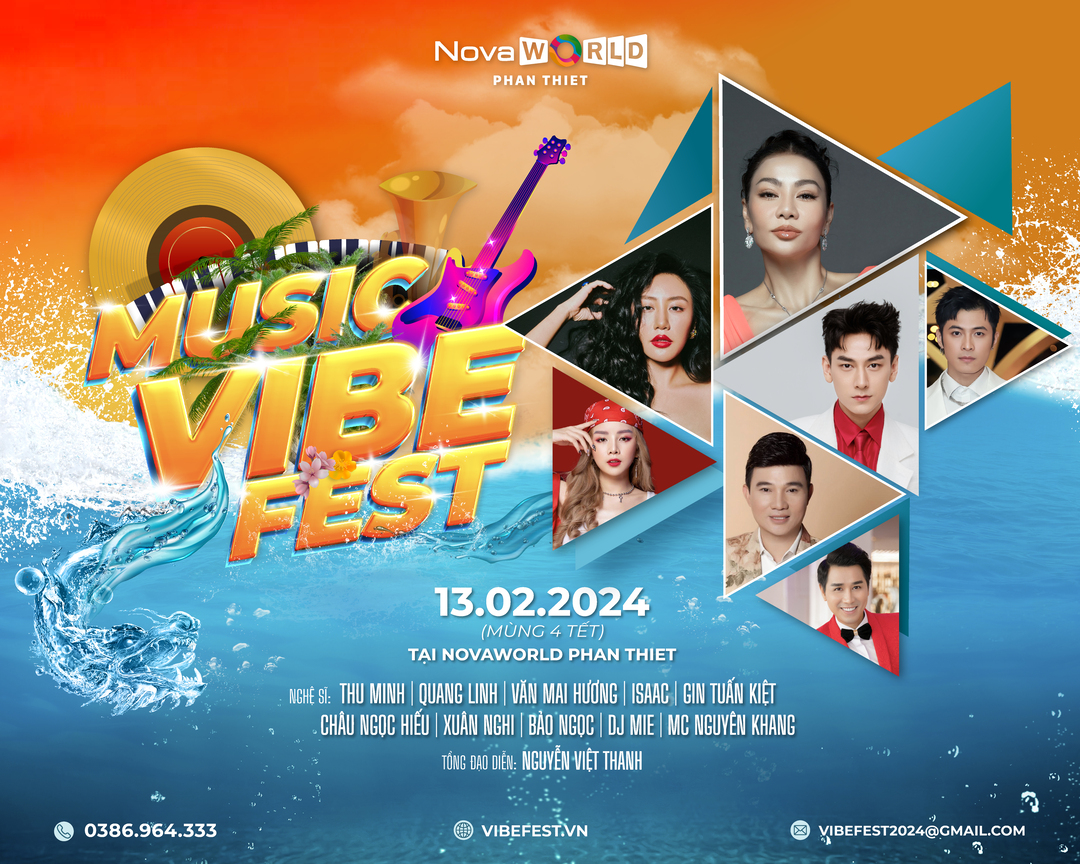 NovaWORLD
PHAN THIET
MUSIC
VIBE
FEST
13.02.2024
(MÙNG 4 TẾT)
TẠI NOVAWORLD PHAN THIET
NGHỆ SĨ: THU MINH | QUANG LINH | VĂN MAI HƯƠNG | ISAAC | GIN TUẤN KIỆT
CHÂU NGỌC HIẾU | XUÂN NGHI | BẢO NGỌC | DJ MIE | MC NGUYÊN KHANG
TỔNG ĐẠO DIỄN: NGUYỄN VIỆT THANH
0386.964.333
VIBEFEST.VN
VIBEFEST2024@GMAIL.COM